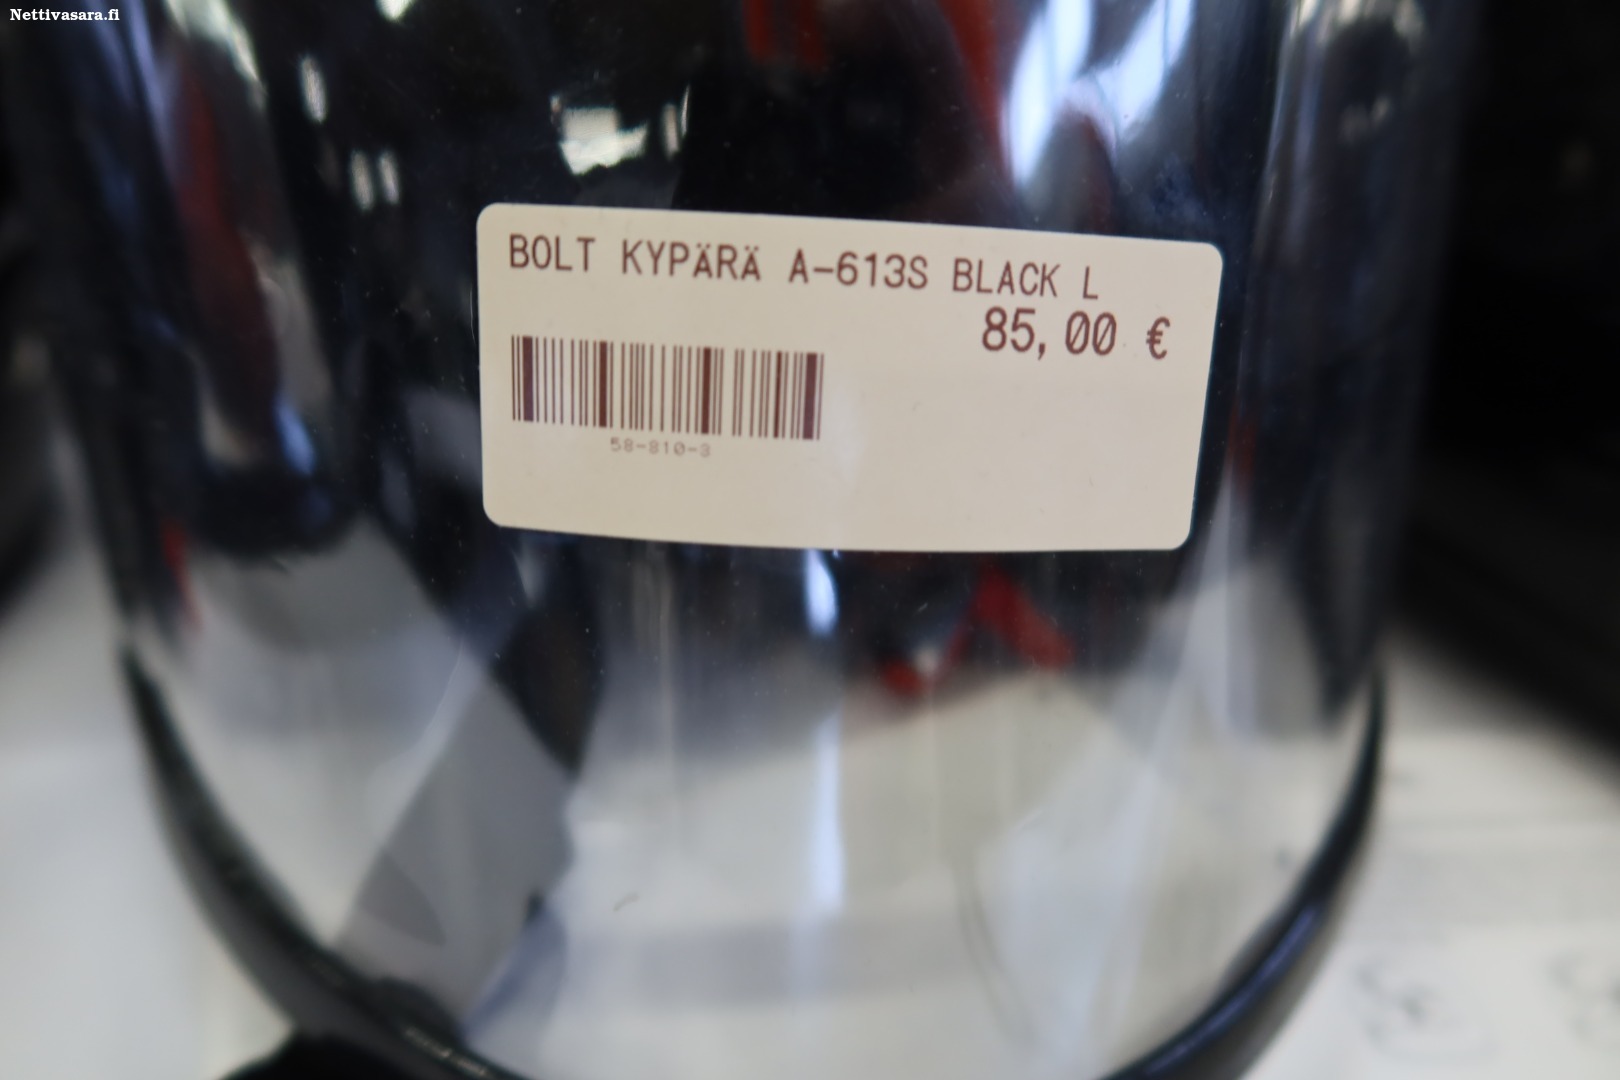 Nettivasara.fi
BOLT KYPÄRÄ A-613S BLACK L
85,00 €
58-810-3